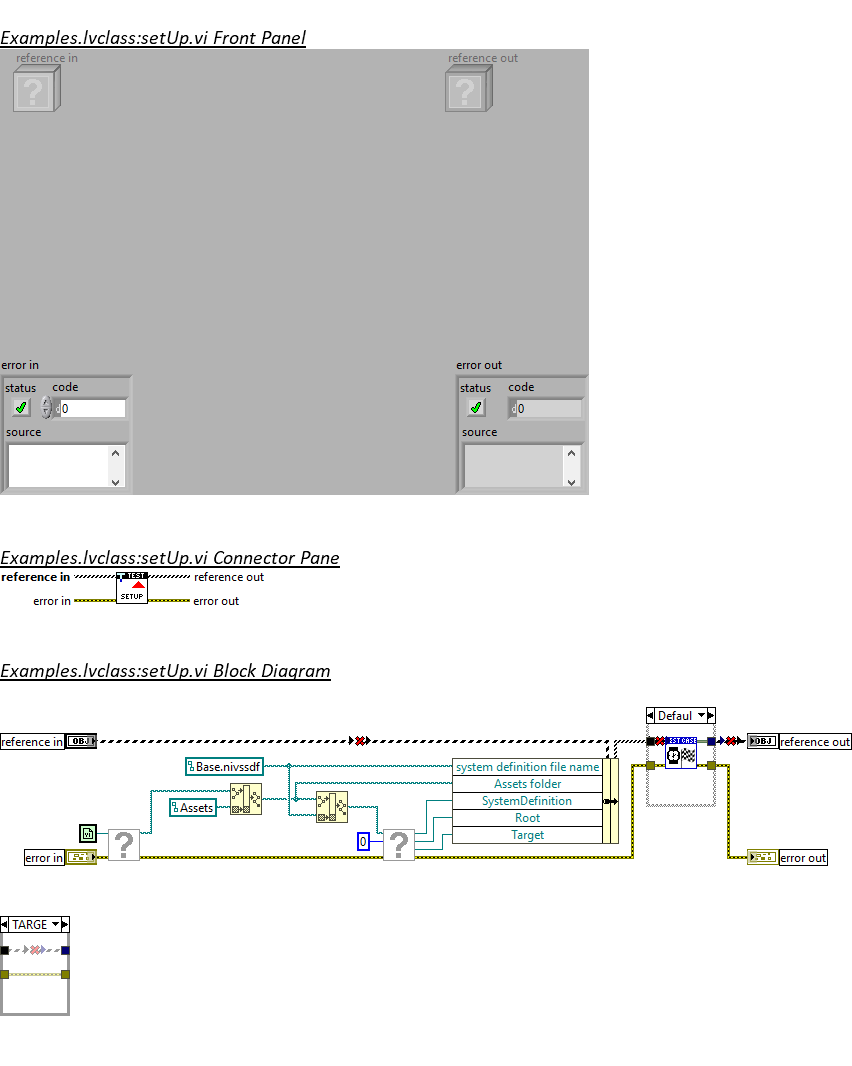 Examples.lvclass:setUp.vi Front Panel
reference in
reference out
?
?
error in
error out
status
code
status
code
d
0
d
0
source
source
Examples.lvclass:setUp.vi Connector Pane
reference in
TEST
reference out
SETUP
error in
error out
Examples.lvclass:setUp.vi Block Diagram
Defaul
reference in
OBJ
OBJ
reference out
Base.nivssdf
system definition file name
Assets folder
Assets
SystemDefinition
Root
Target
vi
?
0
?
error in
error out
TARGE